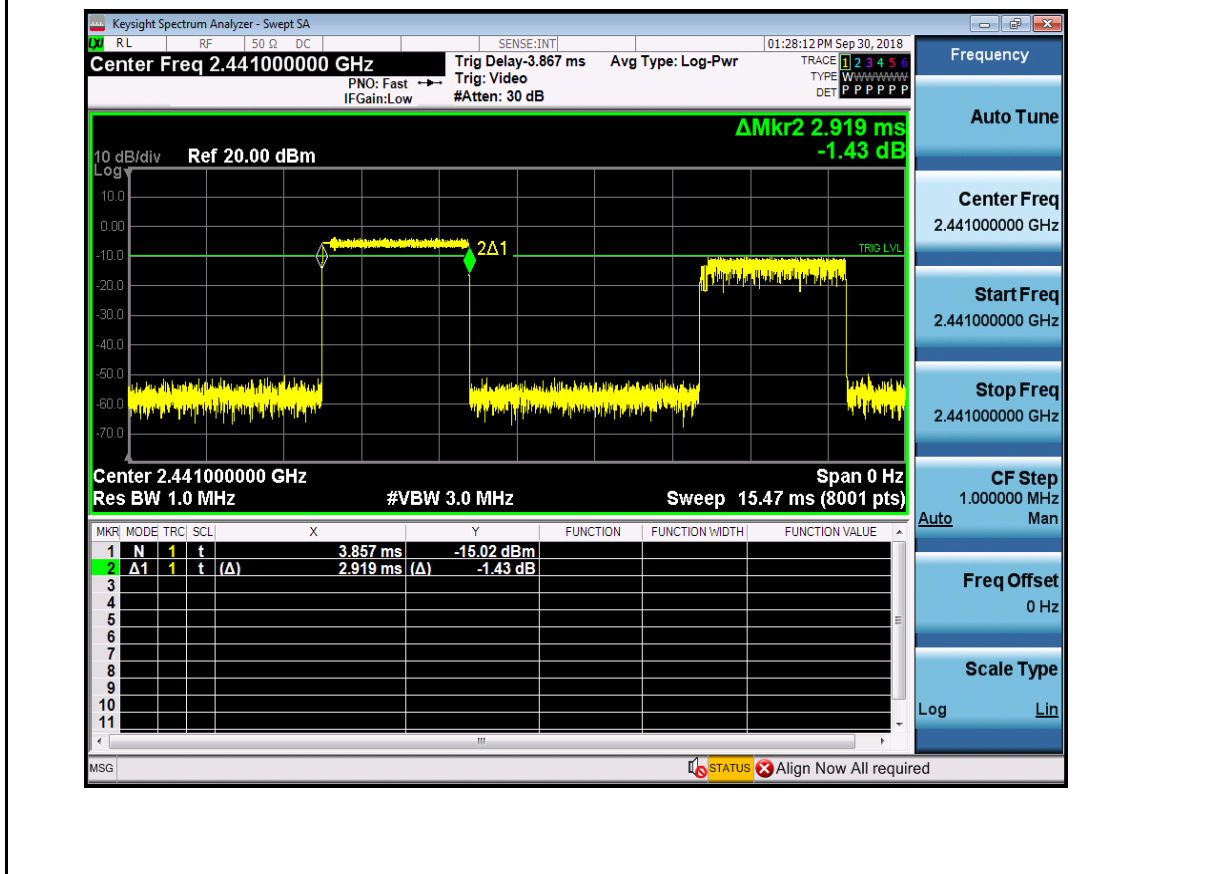 Keysight Spectrum Analyzer - Swept SA
LXI RL RF 50 Ω DC SENSE:INT 01:28:12 PM Sep 30, 2018
Center Freq 2.441000000 GHz
PNO: Fast
IFGain:Low
Trig Delay-3.867 ms
Trig: Video
#Atten: 30 dB
Avg Type: Log-Pwr
TRACE 1 2 3 4 5 6
TYPE WWWWWW
DET P P P P P P
ΔMkr2 2.919 ms
-1.43 dB
10 dB/div Ref 20.00 dBm
Log
10.0
0.00
-10.0
-20.0
-30.0
-40.0
-50.0
-60.0
-70.0
2Δ1
TRIG LVL
Center 2.441000000 GHz Span 0 Hz
Res BW 1.0 MHz #VBW 3.0 MHz Sweep 15.47 ms (8001 pts)
MKR MODE TRC SCL X Y FUNCTION FUNCTION WIDTH FUNCTION VALUE
1 N 1 t 3.857 ms -15.02 dBm
2 Δ1 1 t (Δ) 2.919 ms (Δ) -1.43 dB
3
4
5
6
7
8
9
10
11
MSG STATUS Align Now All required
Frequency
Auto Tune
Center Freq
2.441000000 GHz
Start Freq
2.441000000 GHz
Stop Freq
2.441000000 GHz
CF Step
1.000000 MHz
Auto Man
Freq Offset
0 Hz
Scale Type
Log Lin